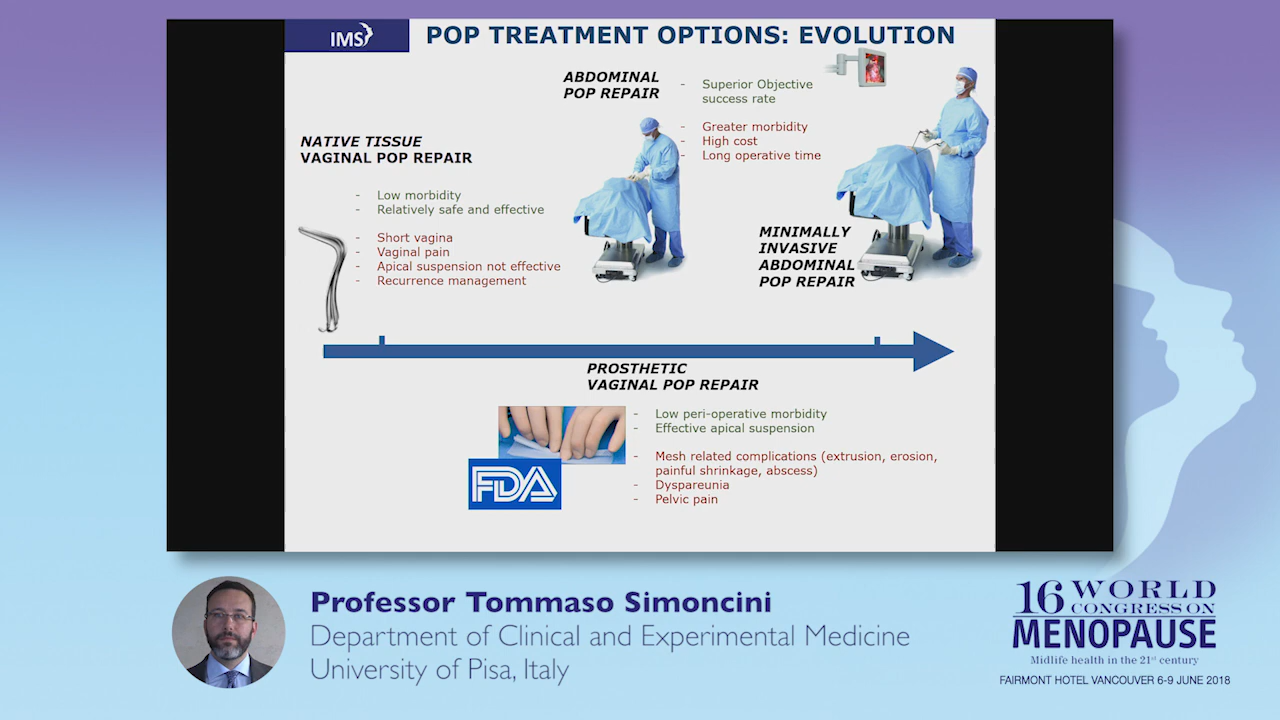 IMS
POP TREATMENT OPTIONS: EVOLUTION
NATIVE TISSUE
VAGINAL POP REPAIR
- Low morbidity
- Relatively safe and effective
- Short vagina
- Vaginal pain
- Apical suspension not effective
- Recurrence management
ABDOMINAL
POP REPAIR
- Superior Objective
success rate
- Greater morbidity
- High cost
- Long operative time
MINIMALLY
INVASIVE
ABDOMINAL
POP REPAIR
PROSTHETIC
VAGINAL POP REPAIR
- Low peri-operative morbidity
- Effective apical suspension
- Mesh related complications (extrusion, erosion,
painful shrinkage, abscess)
- Dyspareunia
- Pelvic pain
FDA
Professor Tommaso Simoncini
Department of Clinical and Experimental Medicine
University of Pisa, Italy
16 WORLD
CONGRESS ON
MENOPAUSE
Midlife health in the 21st century
FAIRMONT HOTEL VANCOUVER 6-9 JUNE 2018